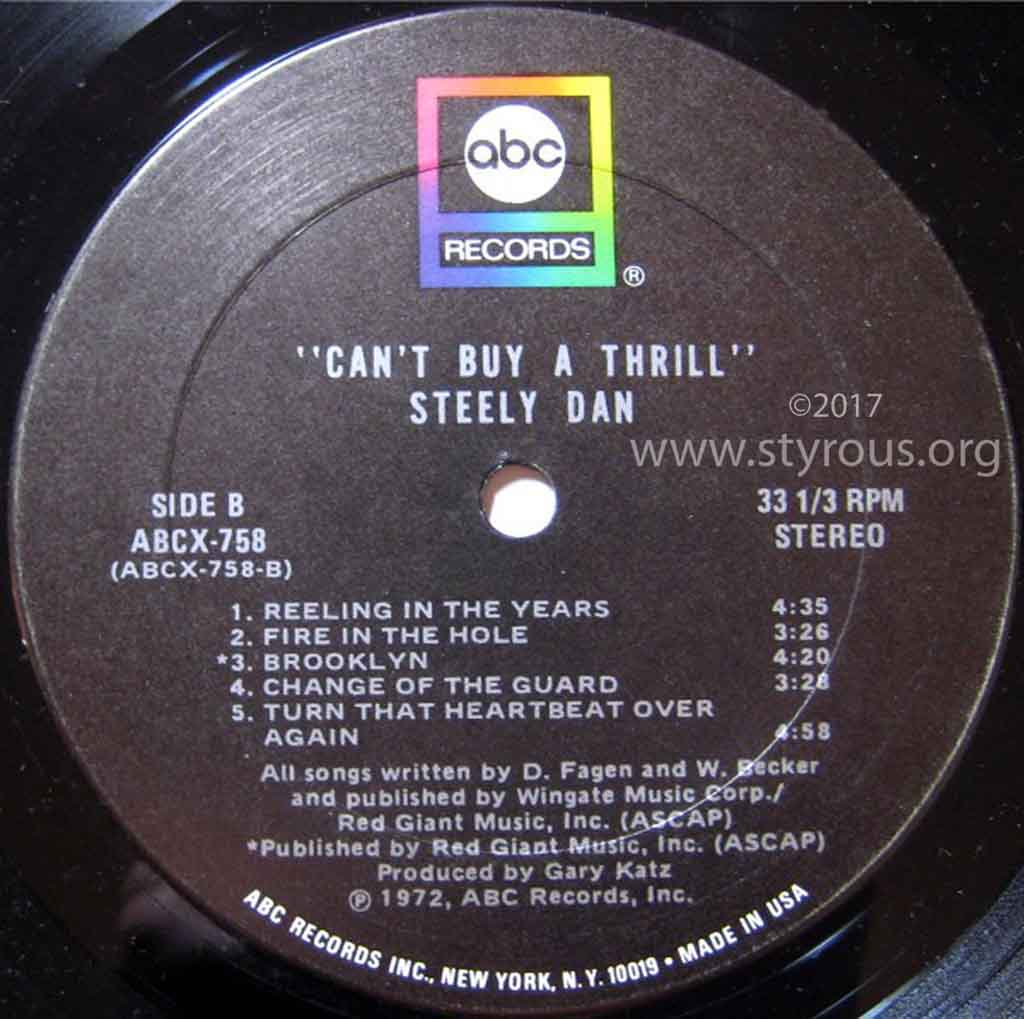 abc
RECORDS
®
"CAN'T BUY A THRILL"
STEELY DAN
©2017
www.styrous.org
SIDE B
ABCX-758
(ABCX-758-B)
33 1/3 RPM
STEREO
1. REELING IN THE YEARS 4:35
2. FIRE IN THE HOLE 3:26
*3. BROOKLYN 4:20
4. CHANGE OF THE GUARD 3:28
5. TURN THAT HEARTBEAT OVER
AGAIN 4:58
All songs written by D. Fagen and W. Becker
and published by Wingate Music Corp./
Red Giant Music, Inc. (ASCAP)
*Published by Red Giant Music, Inc. (ASCAP)
Produced by Gary Katz
℗ 1972, ABC Records, Inc.
ABC RECORDS INC., NEW YORK, N.Y. 10019 • MADE IN USA